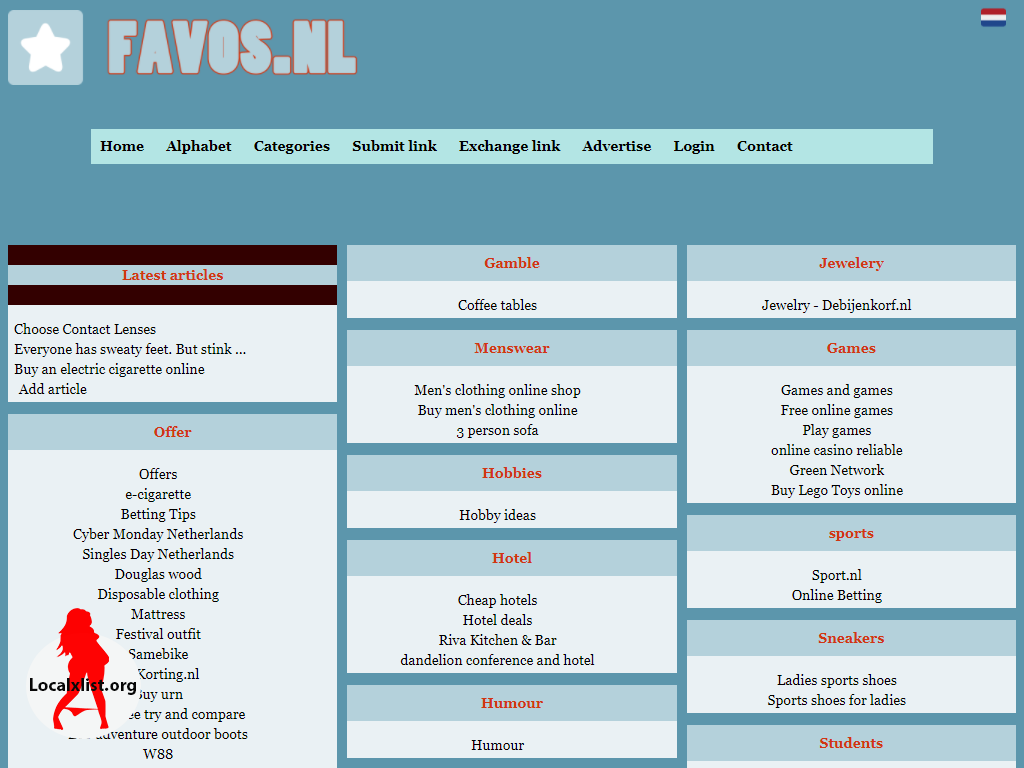 FAVOS.NL
Home Alphabet Categories Submit link Exchange link Advertise Login Contact
Latest articles
Choose Contact Lenses
Everyone has sweaty feet. But stink ...
Buy an electric cigarette online
Add article
Offer
Offers
e-cigarette
Betting Tips
Cyber Monday Netherlands
Singles Day Netherlands
Douglas wood
Disposable clothing
Mattress
Festival outfit
Samebike
Korting.nl
Buy urn
try and compare
adventure outdoor boots
W88
Localxlist.org
Gamble
Coffee tables
Menswear
Men's clothing online shop
Buy men's clothing online
3 person sofa
Hobbies
Hobby ideas
Hotel
Cheap hotels
Hotel deals
Riva Kitchen & Bar
dandelion conference and hotel
Humour
Humour
Jewelery
Jewelry - Debijenkorf.nl
Games
Games and games
Free online games
Play games
online casino reliable
Green Network
Buy Lego Toys online
sports
Sport.nl
Online Betting
Sneakers
Ladies sports shoes
Sports shoes for ladies
Students